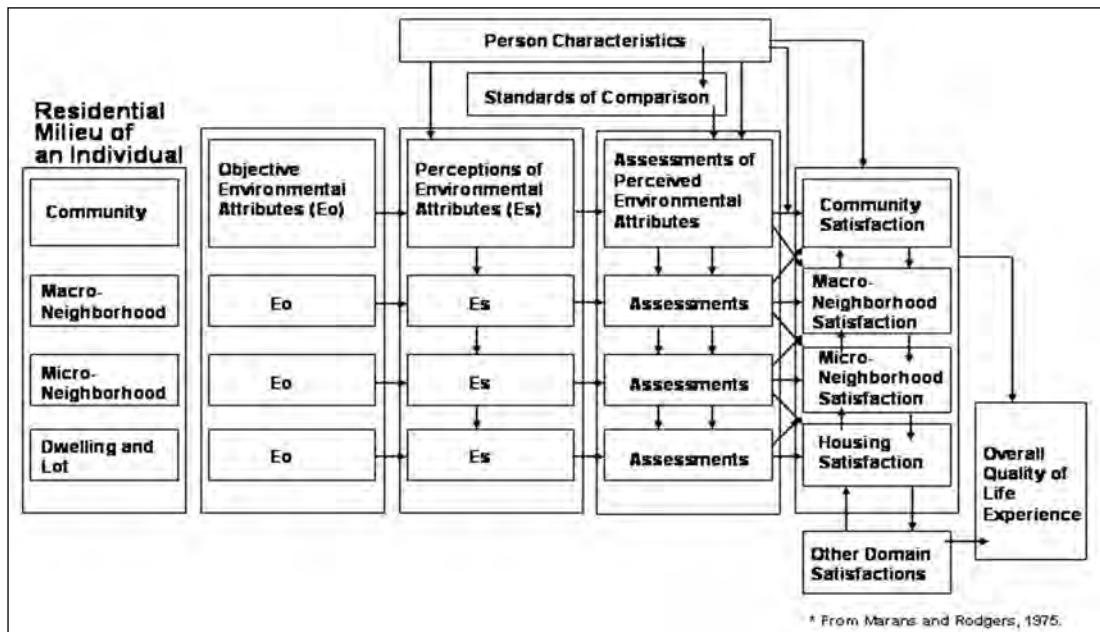 Person Characteristics
Standards of Comparison
Residential
Milieu of
an Individual
Objective
Environmental
Attributes (Eo)
Perceptions of
Environmental
Attributes (Es)
Assessments of
Perceived
Environmental
Attributes
Community
Community
Satisfaction
Macro-
Neighborhood
Eo
Es
Assessments
Macro-
Neighborhood
Satisfaction
Micro-
Neighborhood
Eo
Es
Assessments
Micro-
Neighborhood
Satisfaction
Dwelling and
Lot
Eo
Es
Assessments
Housing
Satisfaction
Overall
Quality of
Life
Experience
Other Domain
Satisfactions
* From Marans and Rodgers, 1975.